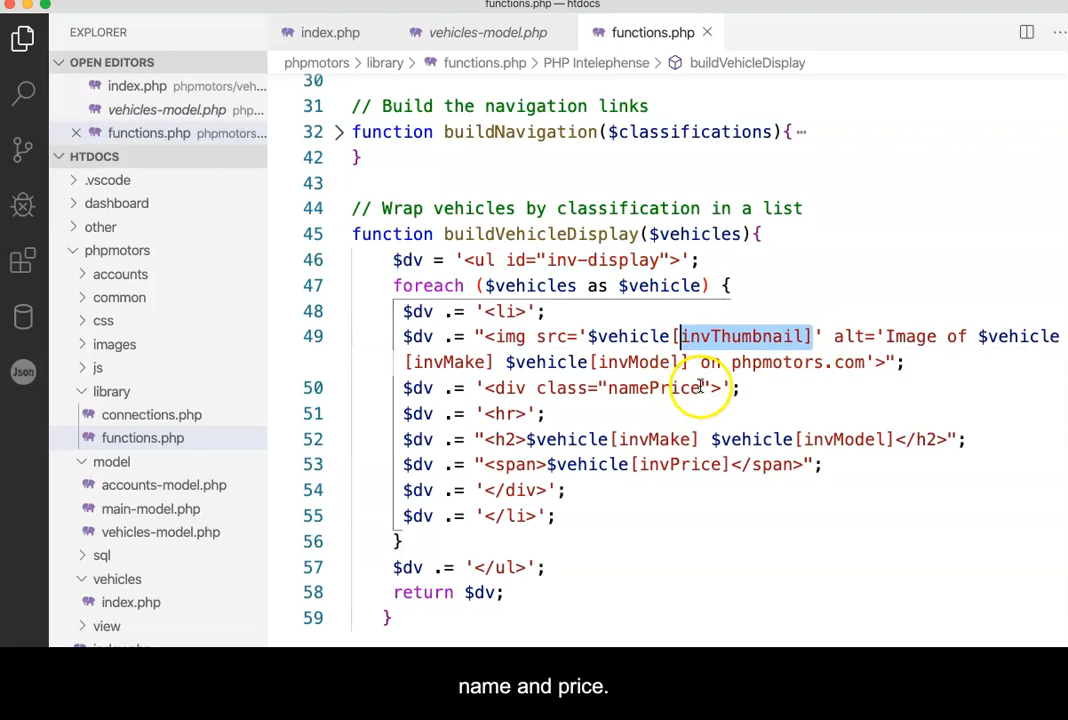 functions.php — htdocs
EXPLORER
index.php
vehicles-model.php
functions.php
OPEN EDITORS
phpmotors > library > functions.php > PHP Intelephense > buildVehicleDisplay
index.php phpmotors/veh...
vehicles-model.php php...
functions.php phpmotors...
HTDOCS
.vscode
dashboard
other
phpmotors
accounts
common
css
images
js
library
connections.php
functions.php
model
accounts-model.php
main-model.php
vehicles-model.php
sql
vehicles
index.php
view
30
31 // Build the navigation links
32 function buildNavigation($classifications){ ...
42 }
43
44 // Wrap vehicles by classification in a list
45 function buildVehicleDisplay($vehicles){
46 $dv = '<ul id="inv-display">';
47 foreach ($vehicles as $vehicle) {
48 $dv .= '<li>';
49 $dv .= "<img src='$vehicle[invThumbnail]' alt='Image of $vehicle
[invMake] $vehicle[invModel] on phpmotors.com'>";
50 $dv .= '<div class="namePrice">';
51 $dv .= '<hr>';
52 $dv .= "<h2>$vehicle[invMake] $vehicle[invModel]</h2>";
53 $dv .= "<span>$vehicle[invPrice]</span>";
54 $dv .= '</div>';
55 $dv .= '</li>';
56 }
57 $dv .= '</ul>';
58 return $dv;
59 }
Json
name and price.